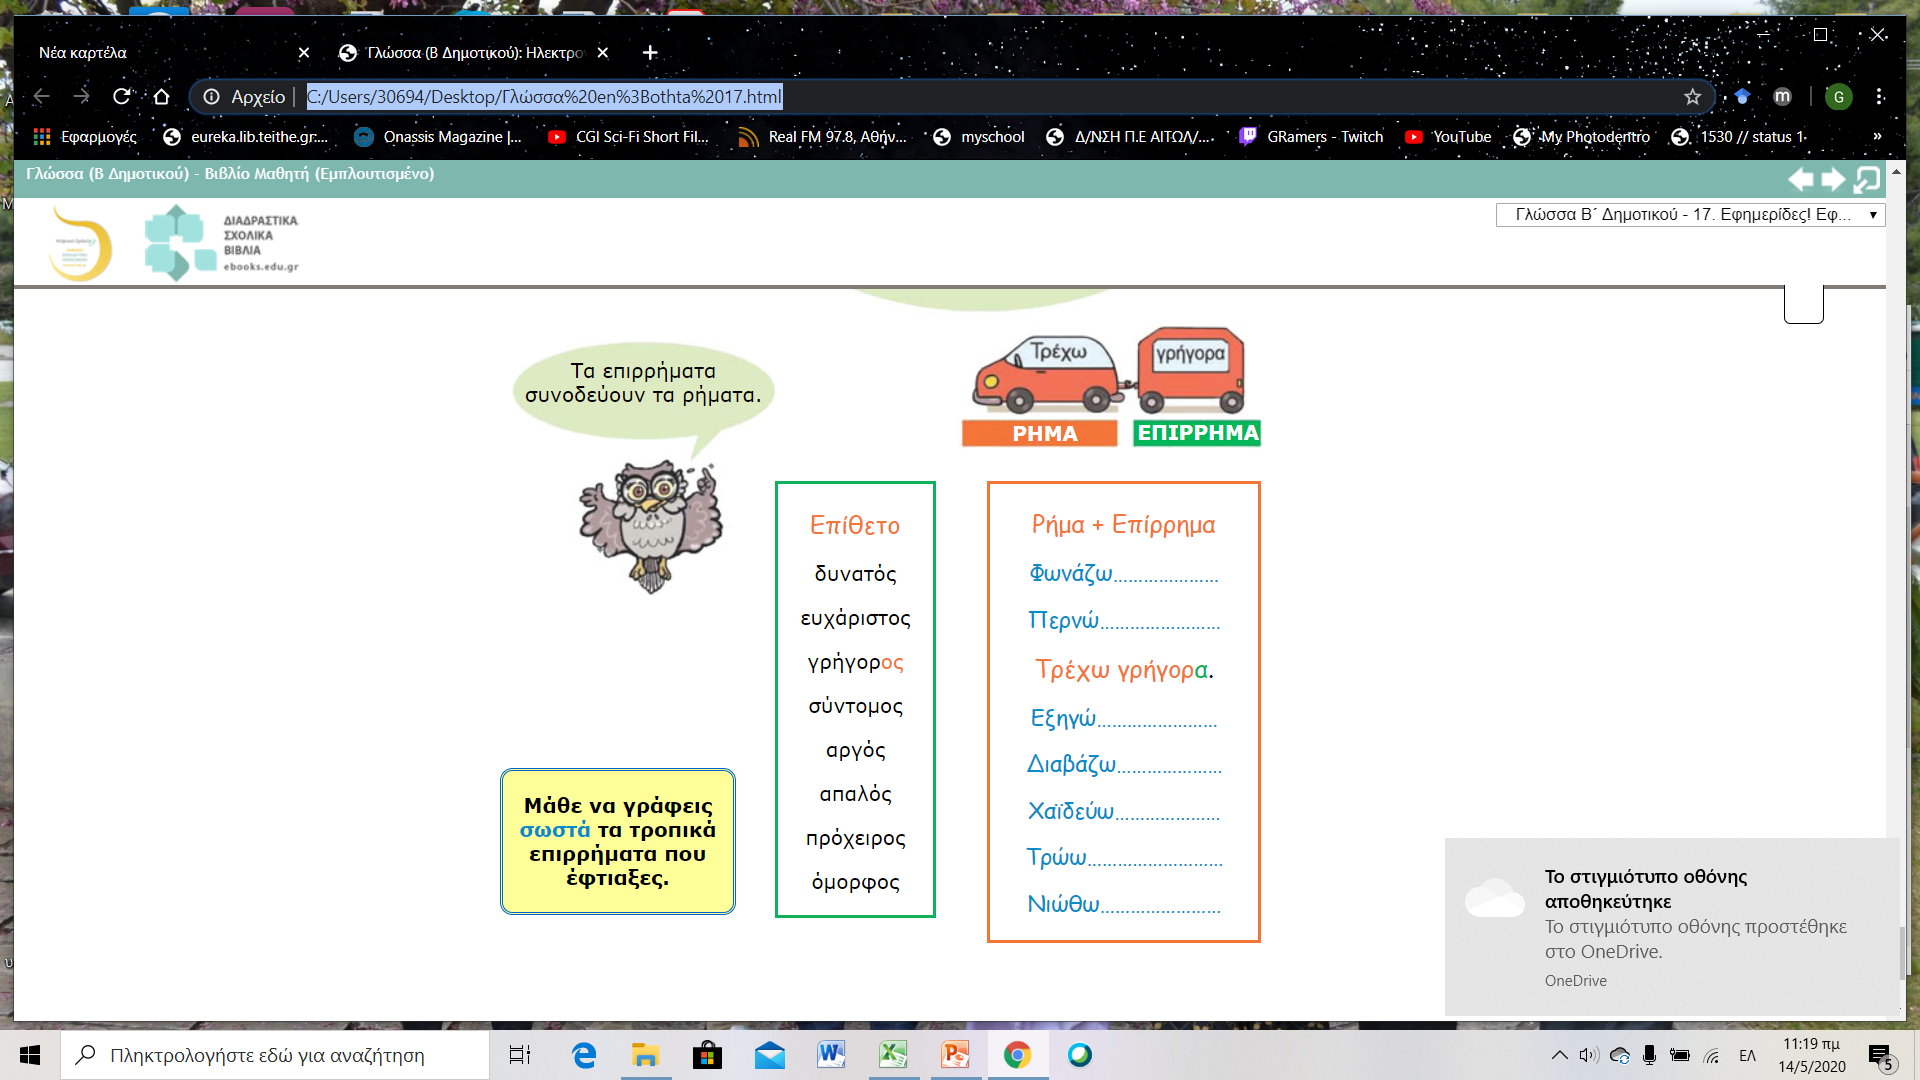 Νέα καρτέλα
Γλώσσα (Β Δημοτικού): Ηλεκτρο
Αρχείο
C:/Users/30694/Desktop/Γλώσσα%20en%3Bothta%2017.html
m
G
Εφαρμογές
eureka.lib.teithe.gr:...
Onassis Magazine |...
CGI Sci-Fi Short Fil...
Real FM 97.8, Αθήν...
myschool
Δ/ΝΣΗ Π.Ε ΑΙΤΩΛ/...
GRamers - Twitch
YouTube
My Photodentro
1530 // status 1
»
Γλώσσα (Β Δημοτικού) - Βιβλίο Μαθητή (Εμπλουτισμένο)
ΔΙΑΔΡΑΣΤΙΚΑ
ΣΧΟΛΙΚΑ
ΒΙΒΛΙΑ
ebooks.edu.gr
Γλώσσα Β΄ Δημοτικού - 17. Εφημερίδες! Εφ...
Τα επιρρήματα
συνοδεύουν τα ρήματα.
Τρέχω
γρήγορα
ΡΗΜΑ
ΕΠΙΡΡΗΜΑ
Επίθετο
δυνατός
ευχάριστος
γρήγορος
σύντομος
αργός
απαλός
πρόχειρος
όμορφος
Ρήμα + Επίρρημα
Φωνάζω.....................
Περνώ........................
Τρέχω γρήγορα.
Εξηγώ........................
Διαβάζω.....................
Χαϊδεύω.....................
Τρώω...........................
Νιώθω........................
Μάθε να γράφεις
σωστά τα τροπικά
επιρρήματα που
έφτιαξες.
Το στιγμιότυπο οθόνης
αποθηκεύτηκε
Το στιγμιότυπο οθόνης προστέθηκε
στο OneDrive.
OneDrive
Πληκτρολογήστε εδώ για αναζήτηση
ΕΛ
11:19 πμ
14/5/2020
5